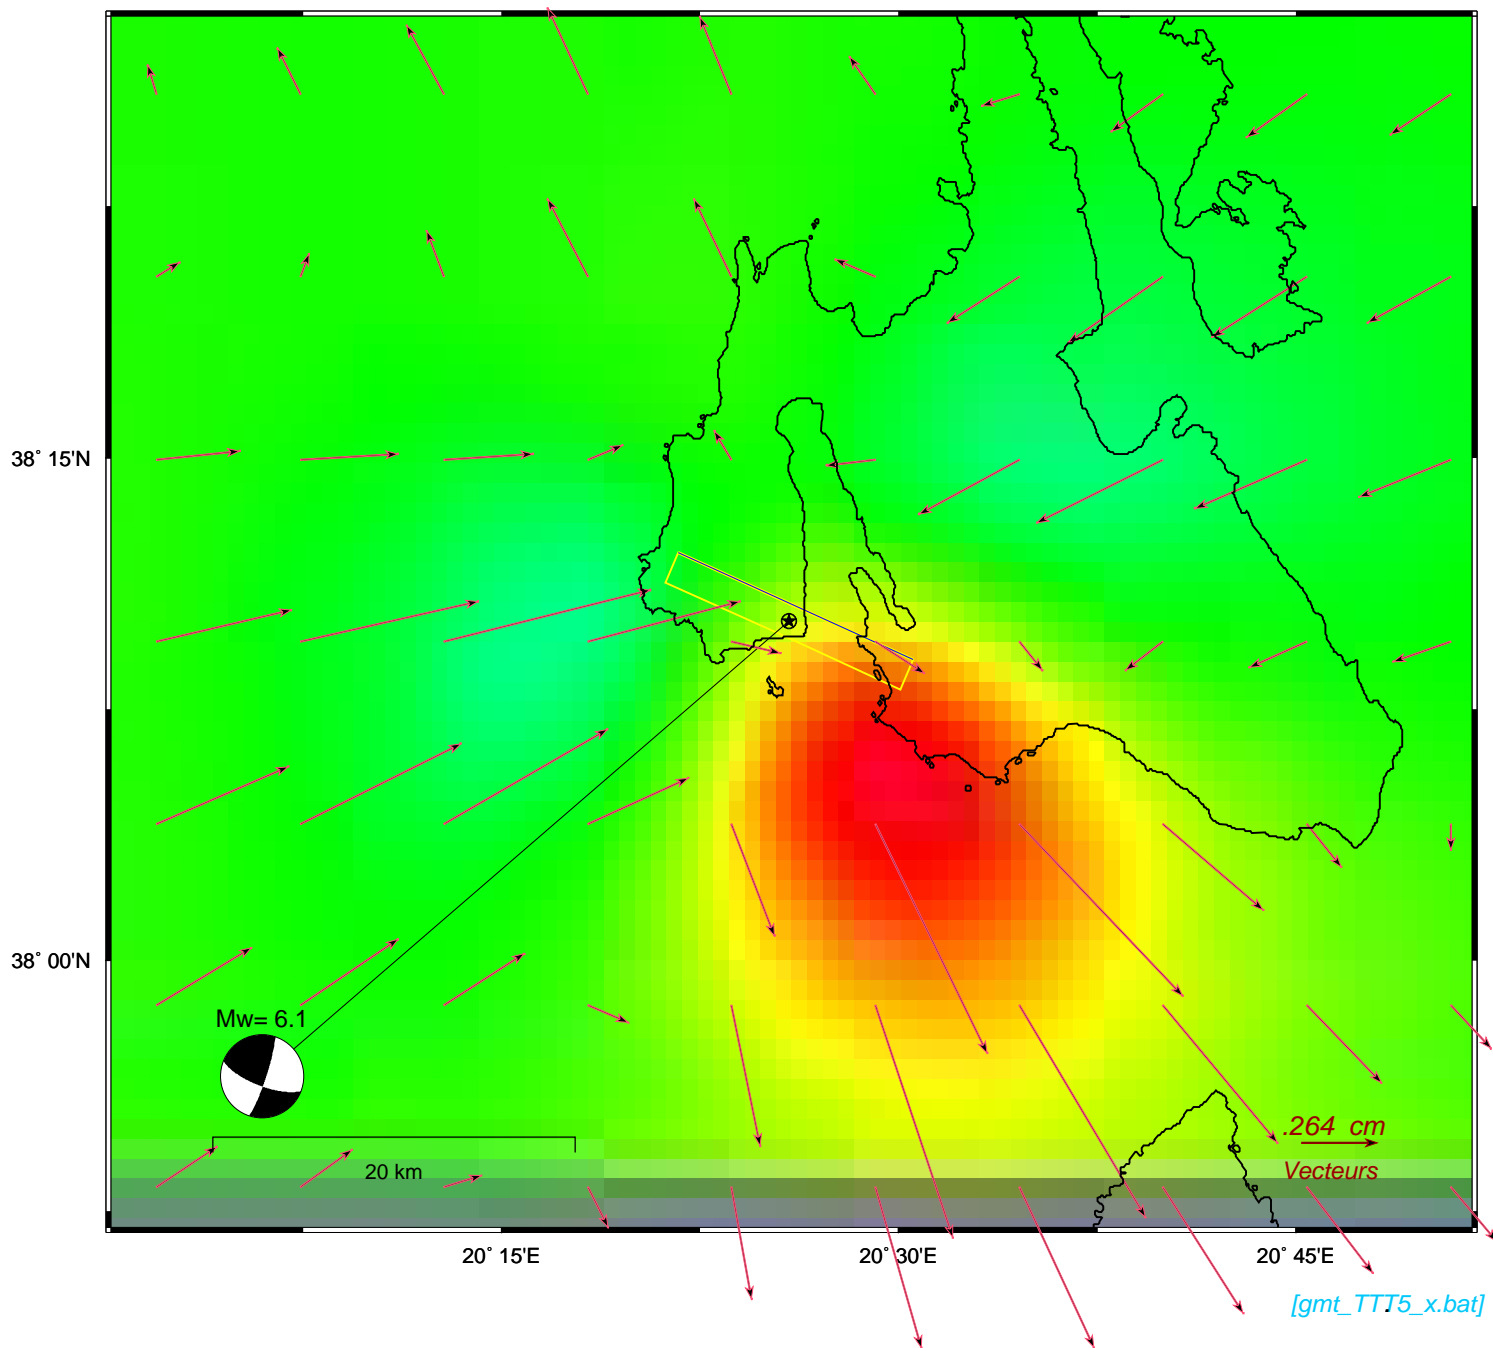 38° 15'N
38° 00'N
Mw= 6.1
.264 cm
20 km
Vecteurs
20° 15'E
20° 30'E
20° 45'E
[gmt_TTT5_x.bat]